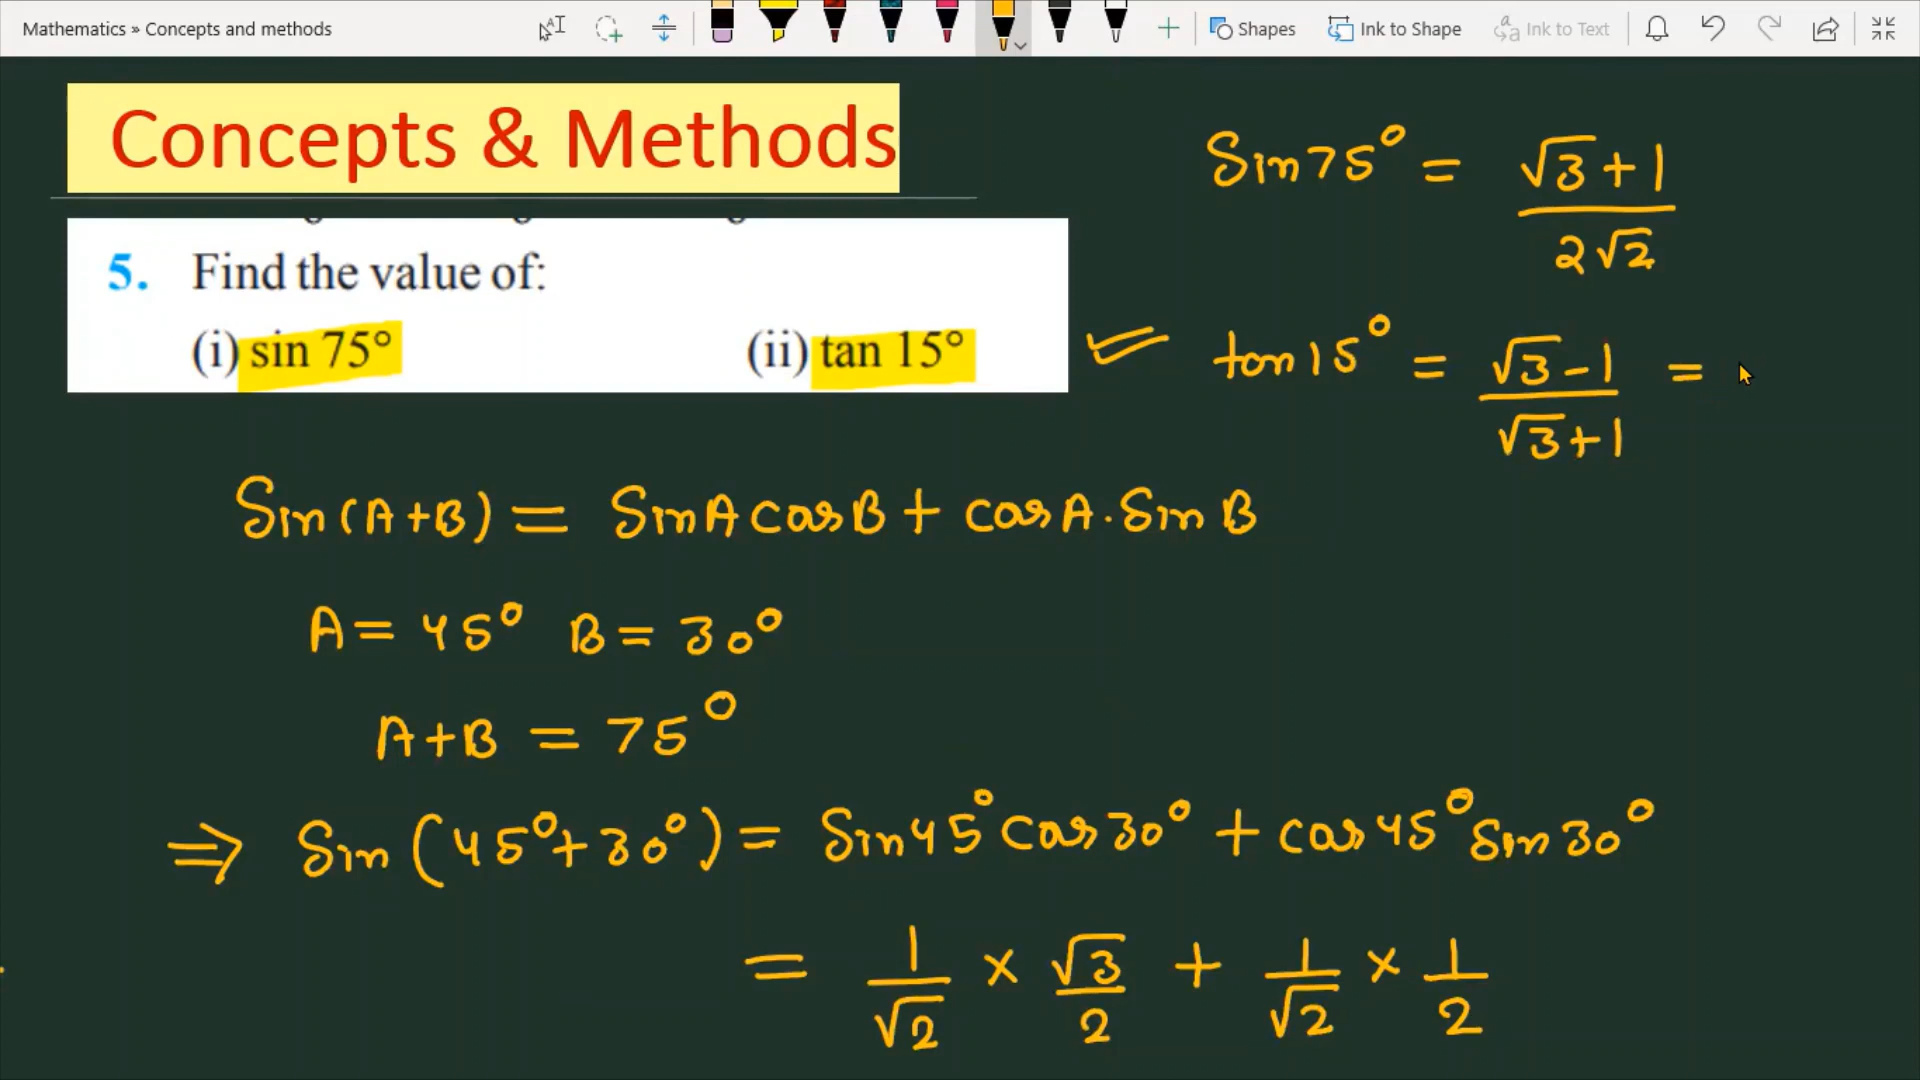 Mathematics » Concepts and methods
Shapes
Ink to Shape
Ink to Text
Concepts & Methods
5. Find the value of:
(i) sin 75° (ii) tan 15°
Sin75° = √3+1 / 2√2
tan15° = √3-1 / √3+1 =
Sin(A+B) = SinA cosB + cosA.SinB
A = 45° B = 30°
A+B = 75°
⇒ Sin(45°+30°) = Sin45° cos30° + cos45° Sin30°
= 1/√2 × √3/2 + 1/√2 × 1/2